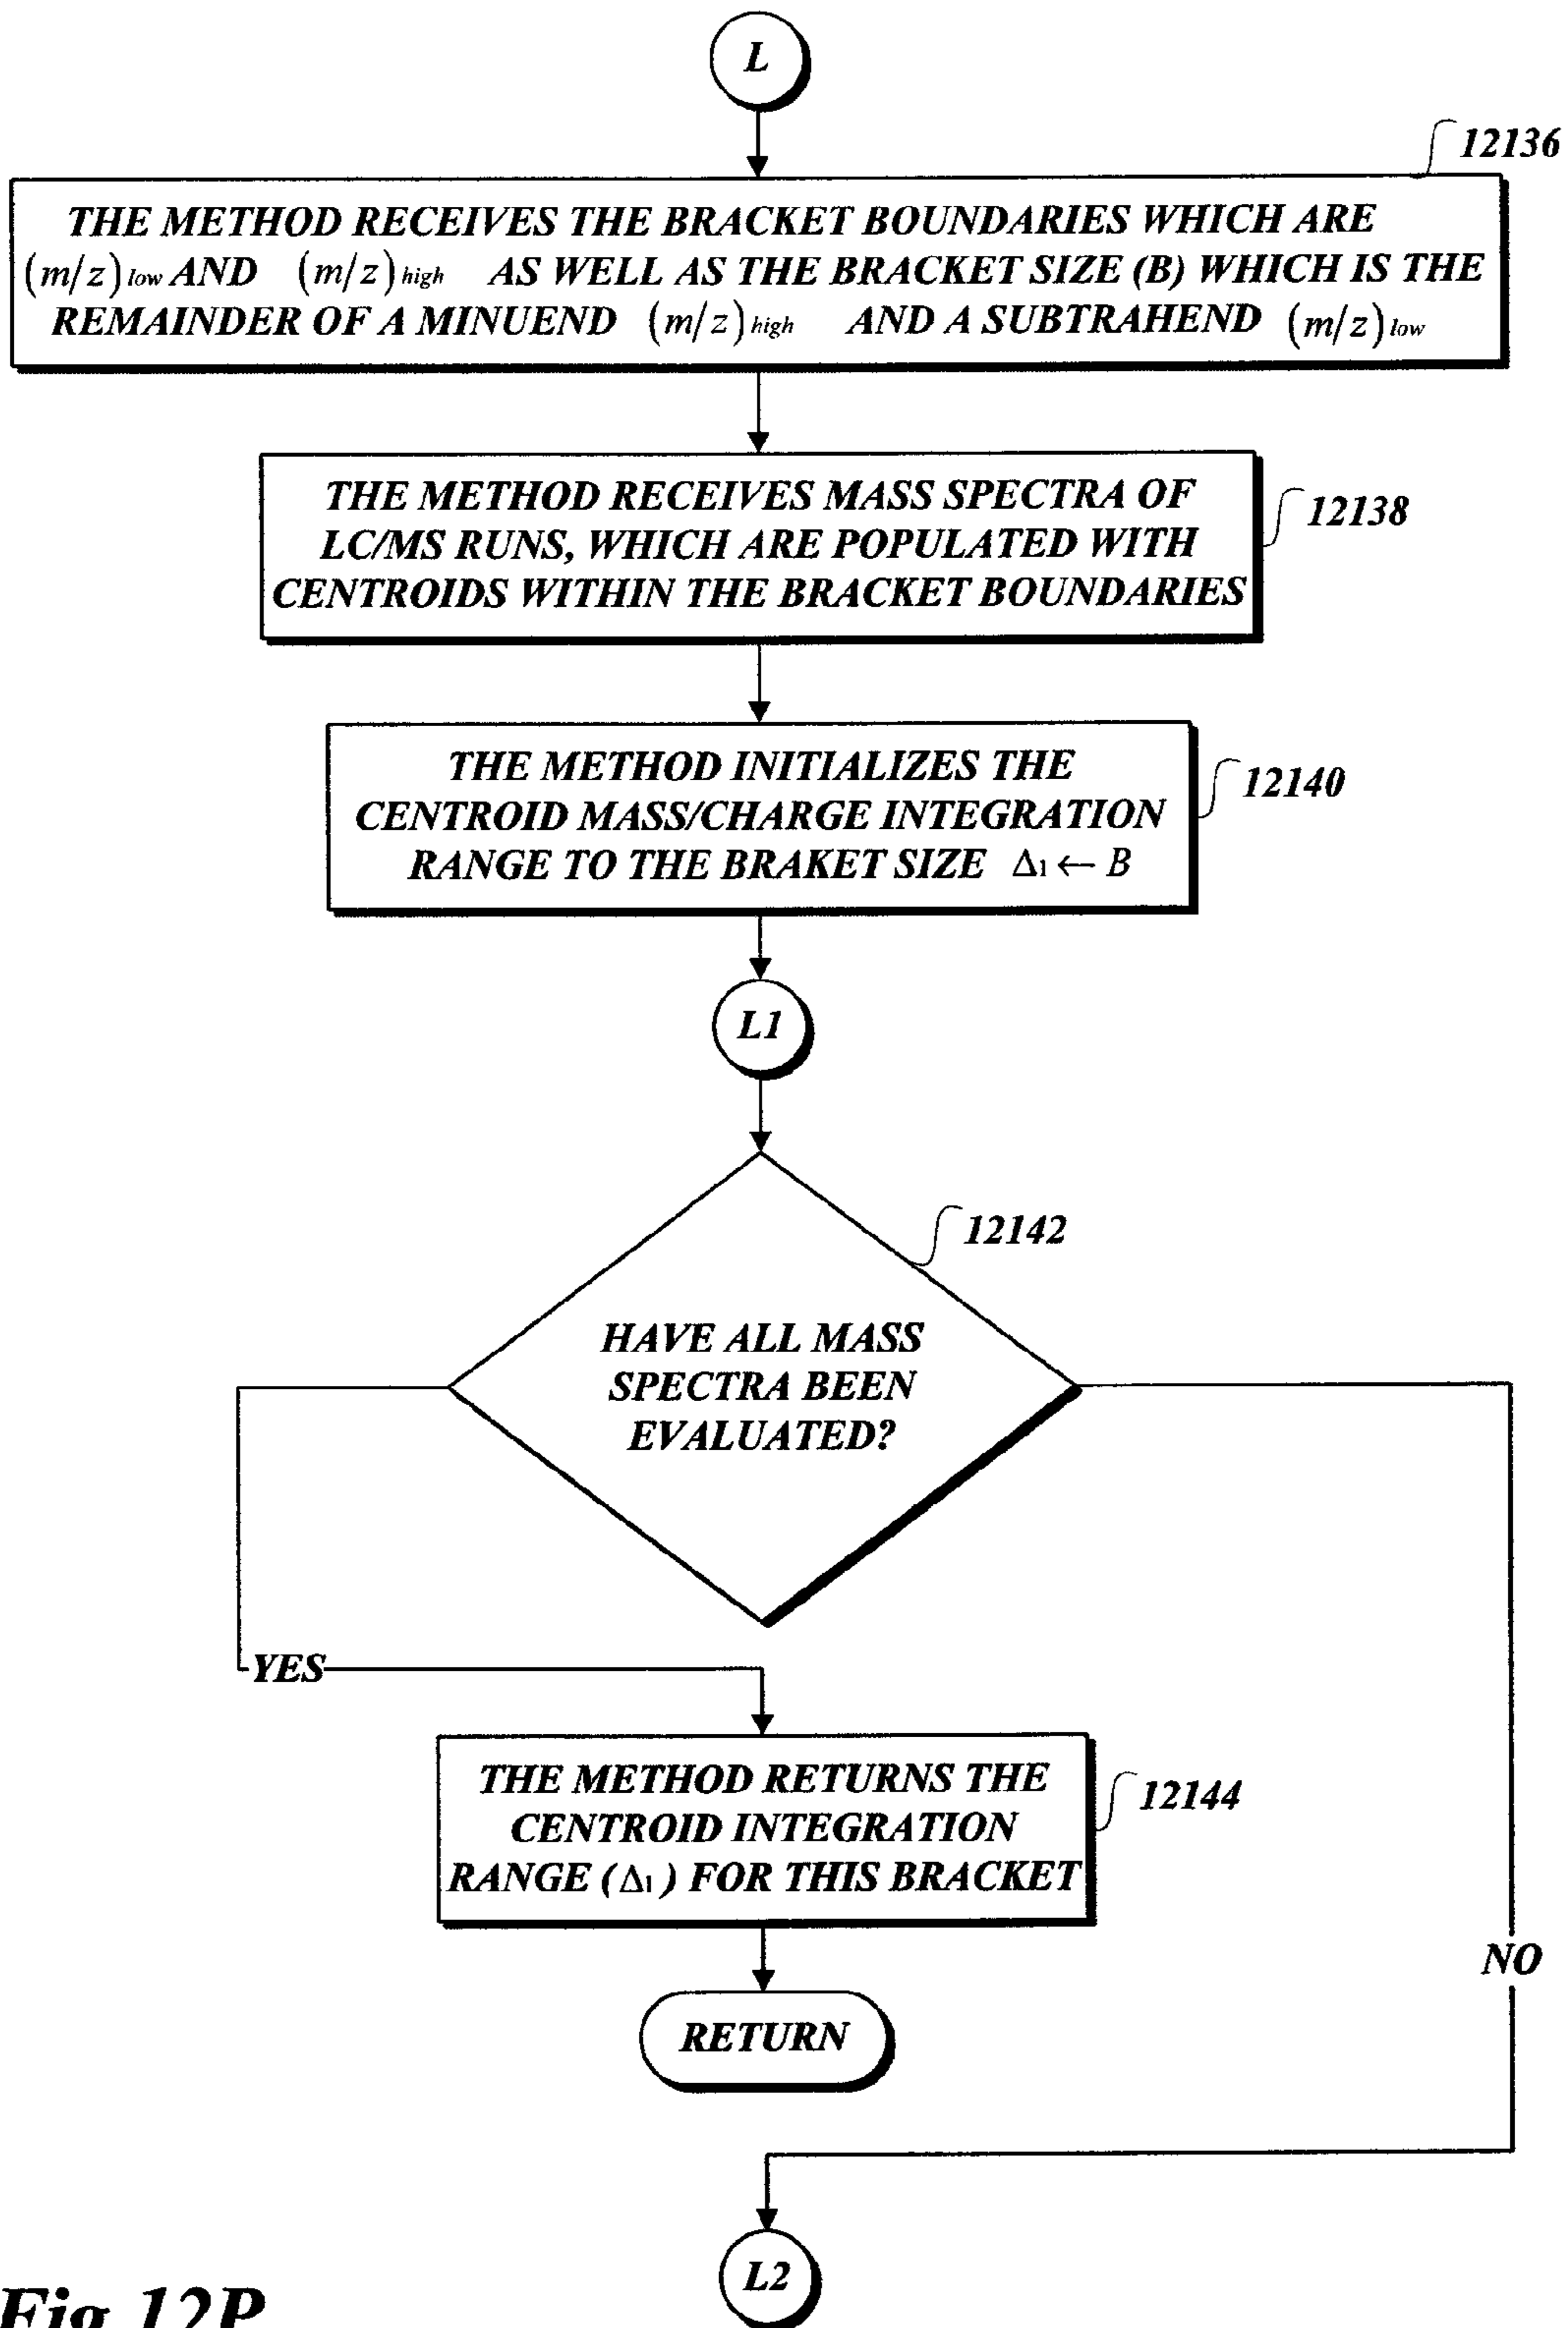 L
12136
THE METHOD RECEIVES THE BRACKET BOUNDARIES WHICH ARE
(m/z)low AND (m/z)high AS WELL AS THE BRACKET SIZE (B) WHICH IS THE
REMAINDER OF A MINUEND (m/z)high AND A SUBTRAHEND (m/z)low
THE METHOD RECEIVES MASS SPECTRA OF
LC/MS RUNS, WHICH ARE POPULATED WITH
CENTROIDS WITHIN THE BRACKET BOUNDARIES
12138
THE METHOD INITIALIZES THE
CENTROID MASS/CHARGE INTEGRATION
RANGE TO THE BRAKET SIZE Δ1 ← B
12140
L1
12142
HAVE ALL MASS
SPECTRA BEEN
EVALUATED?
YES
THE METHOD RETURNS THE
CENTROID INTEGRATION
RANGE (Δ1) FOR THIS BRACKET
12144
NO
RETURN
L2
Fig.12P